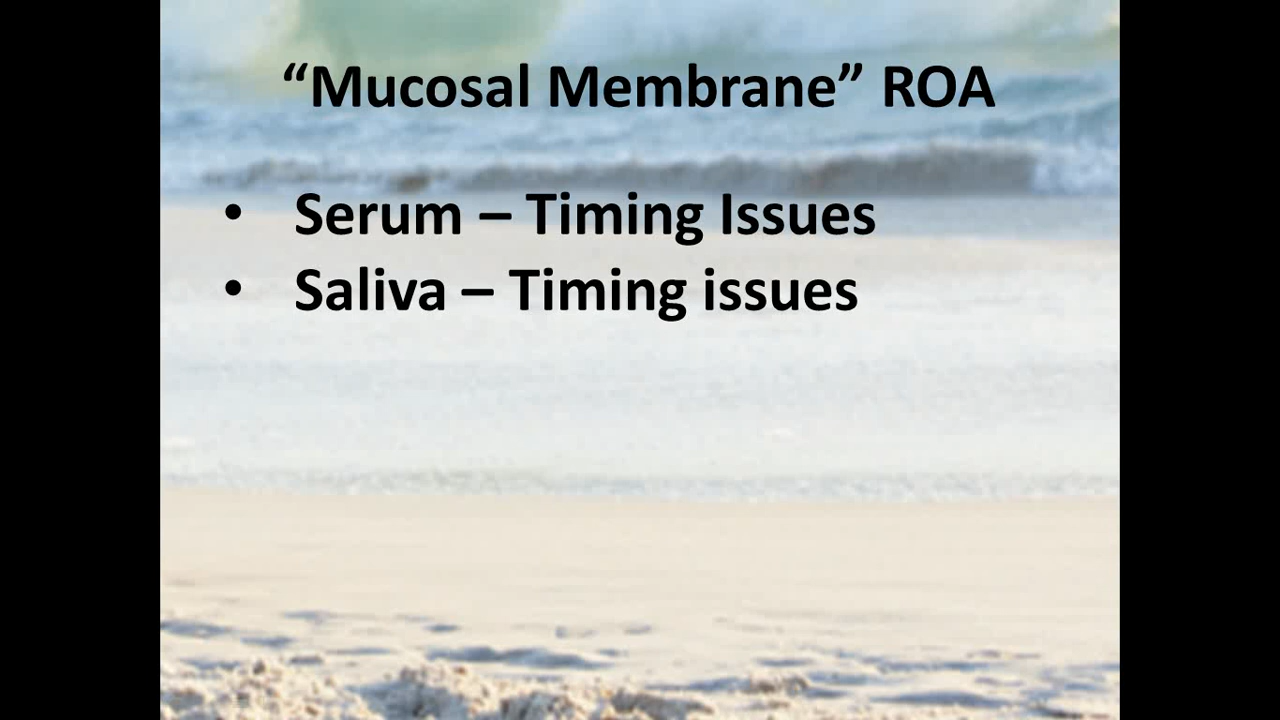 “Mucosal Membrane” ROA
• Serum – Timing Issues
• Saliva – Timing issues